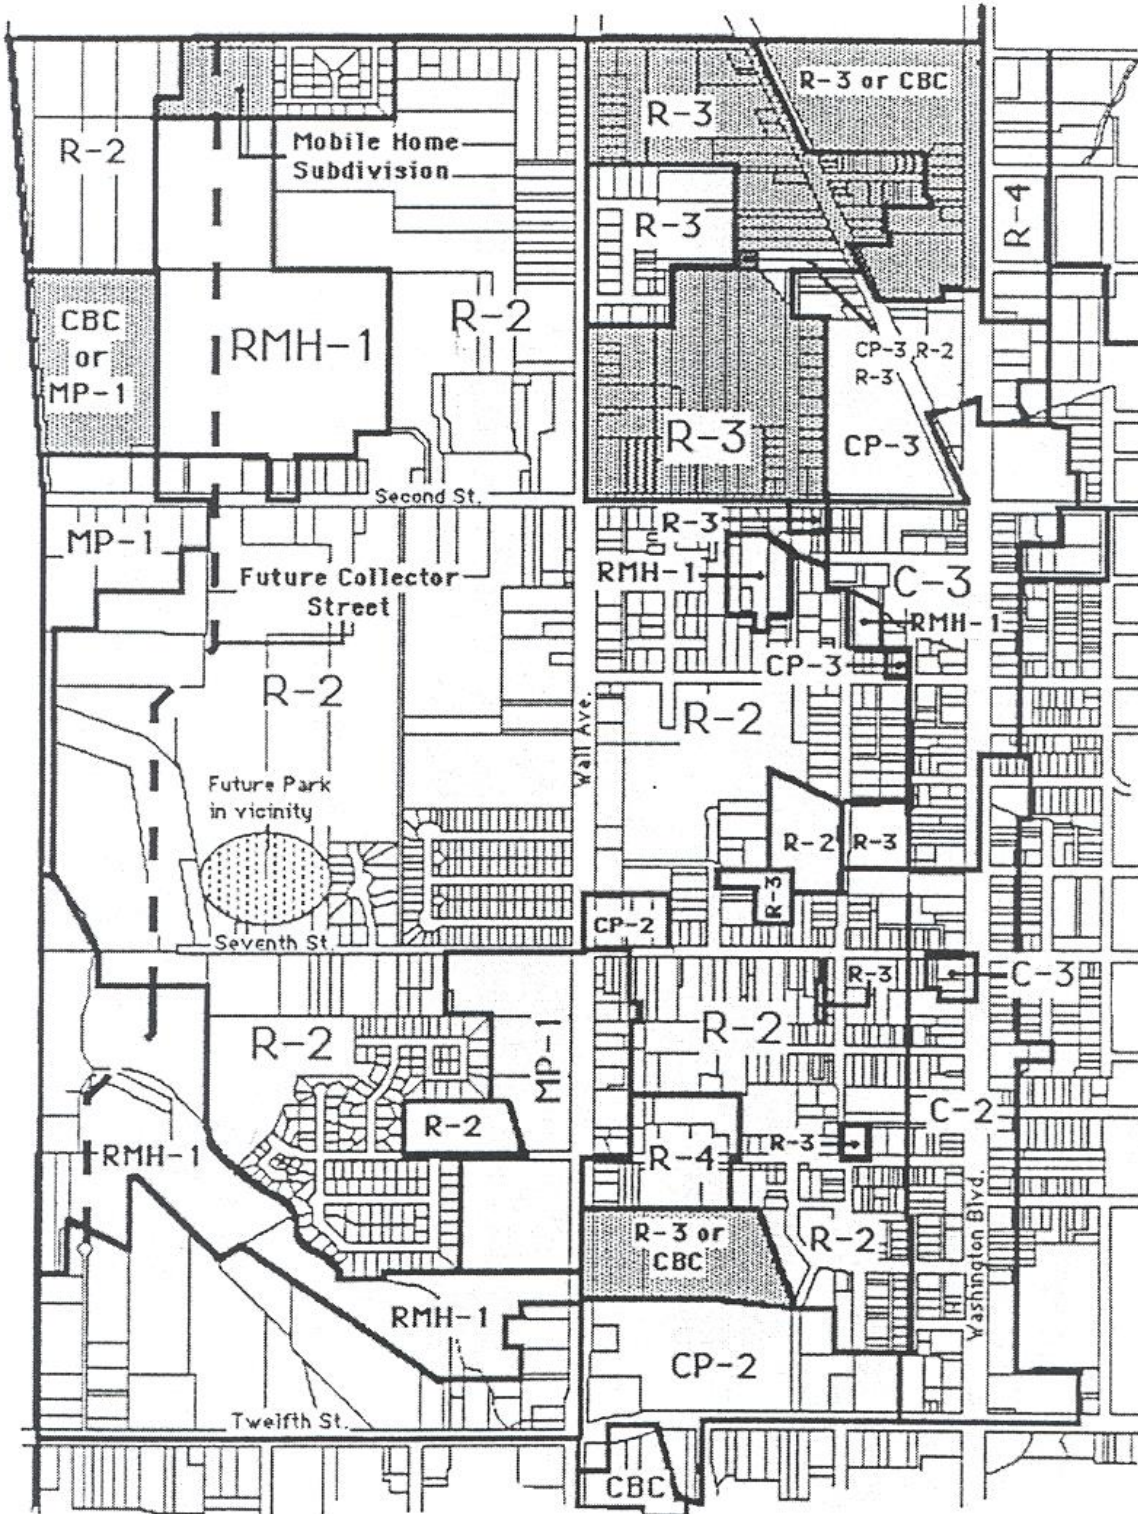 R-3 or CBC
R-3
R-2
Mobile Home
Subdivision
R-3
R-4
CBC
or
MP-1
RMH-1
R-2
CP-3
R-2
R-3
R-3
CP-3
Second St.
MP-1
R-3
RMH-1
C-3
Future Collector
Street
RMH-1
CP-3
R-2
R-2
Wall Ave.
Future Park
in vicinity
R-2
R-3
R-3
CP-2
Seventh St.
R-3
C-3
R-2
R-2
MP-1
R-2
C-2
R-3
R-4
RMH-1
Washington Blvd.
R-3 or
CBC
R-2
RMH-1
CP-2
Twelfth St.
CBC